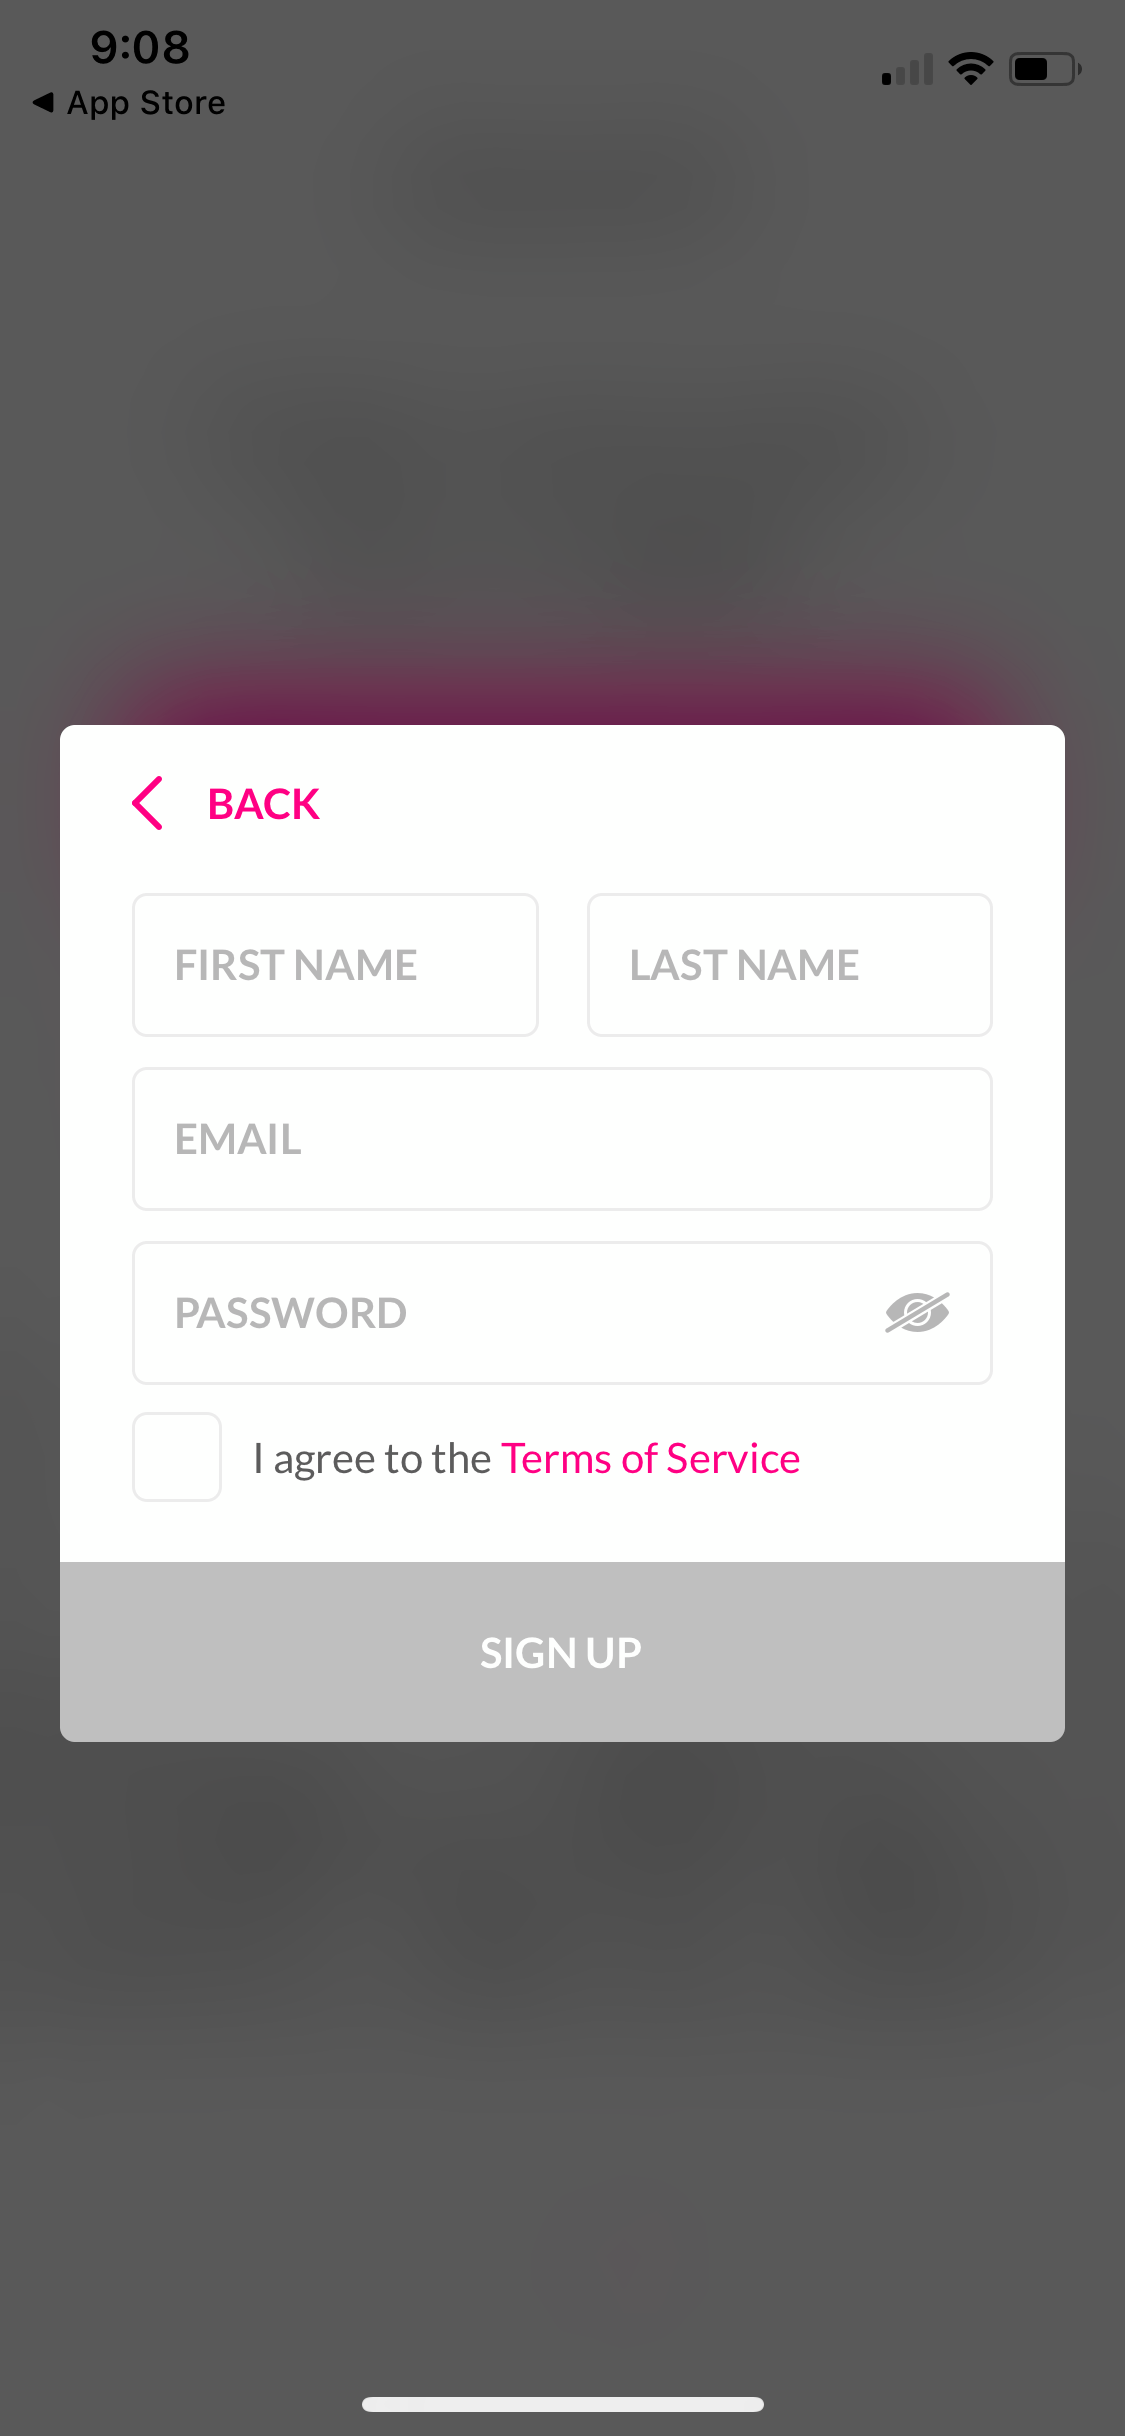 9:08
◀ App Store
BACK
FIRST NAME
LAST NAME
EMAIL
PASSWORD
I agree to the Terms of Service
SIGN UP